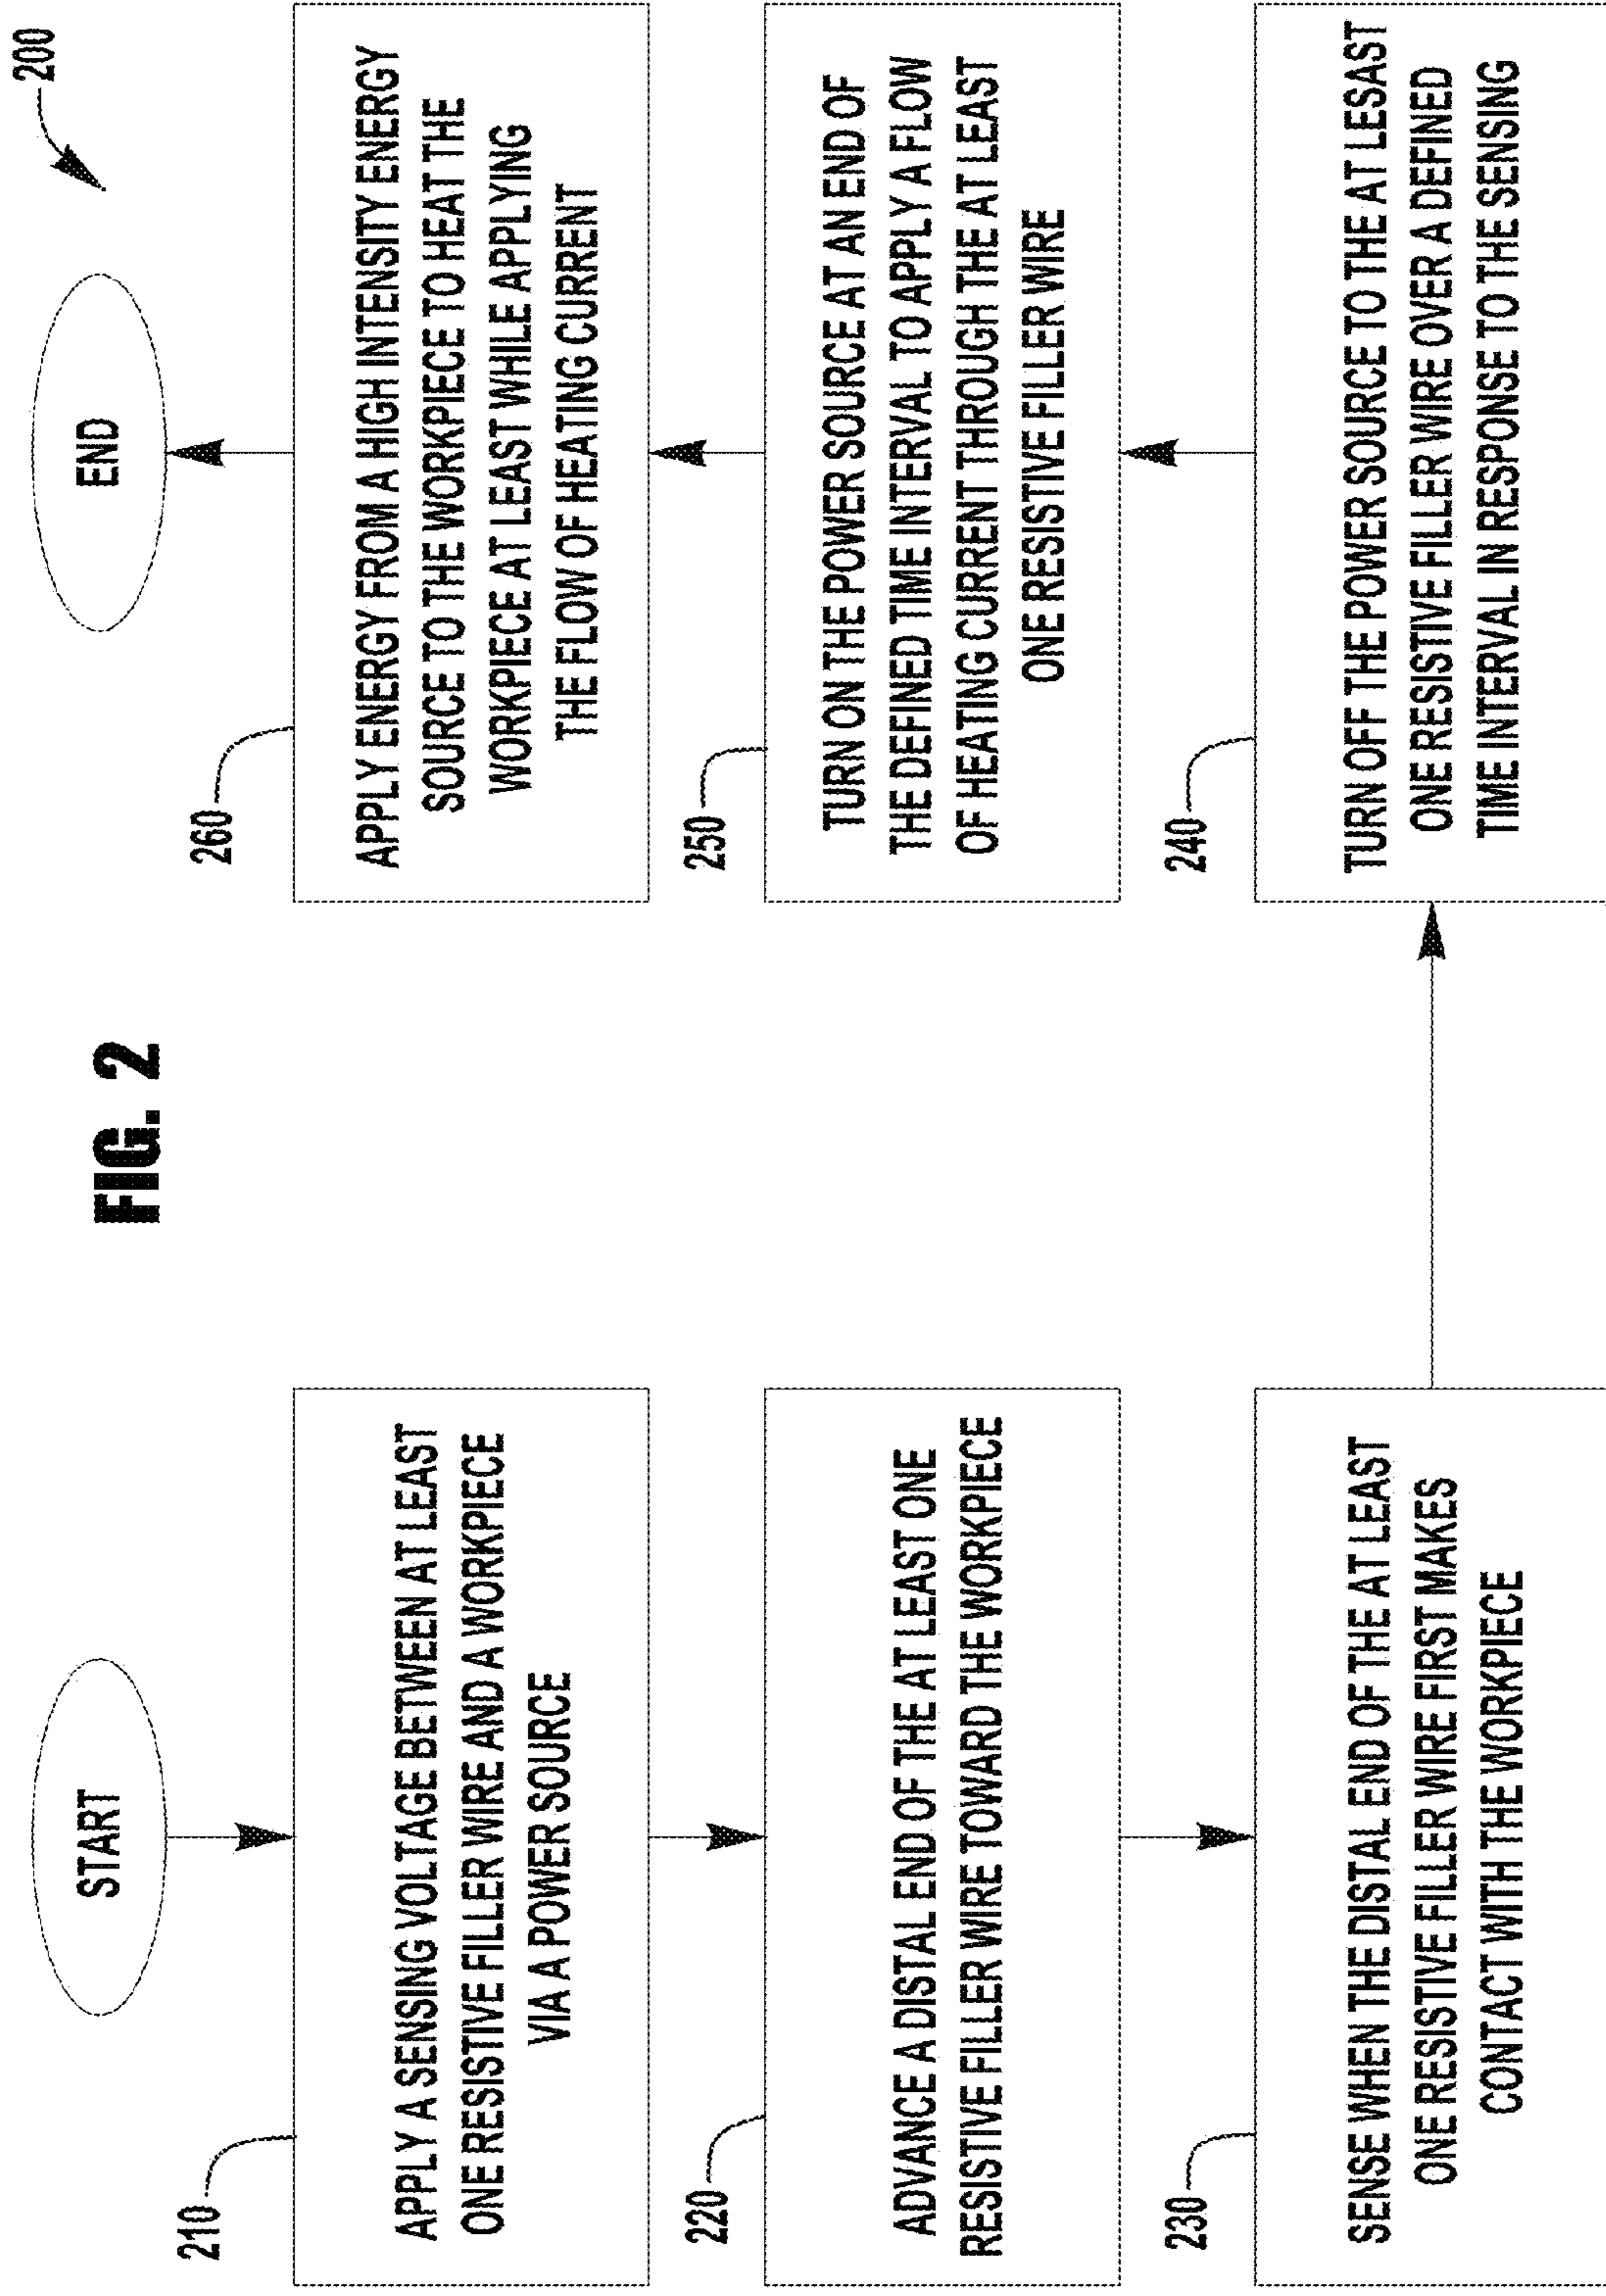 FIG. 2
200
START
210
APPLY A SENSING VOLTAGE BETWEEN AT LEAST
ONE RESISTIVE FILLER WIRE AND A WORKPIECE
VIA A POWER SOURCE
220
ADVANCE A DISTAL END OF THE AT LEAST ONE
RESISTIVE FILLER WIRE TOWARD THE WORKPIECE
230
SENSE WHEN THE DISTAL END OF THE AT LEAST
ONE RESISTIVE FILLER WIRE FIRST MAKES
CONTACT WITH THE WORKPIECE
240
TURN OFF THE POWER SOURCE TO THE AT LESAST
ONE RESISTIVE FILLER WIRE OVER A DEFINED
TIME INTERVAL IN RESPONSE TO THE SENSING
250
TURN ON THE POWER SOURCE AT AN END OF
THE DEFINED TIME INTERVAL TO APPLY A FLOW
OF HEATING CURRENT THROUGH THE AT LEAST
ONE RESISTIVE FILLER WIRE
260
APPLY ENERGY FROM A HIGH INTENSITY ENERGY
SOURCE TO THE WORKPIECE TO HEAT THE
WORKPIECE AT LEAST WHILE APPLYING
THE FLOW OF HEATING CURRENT
END